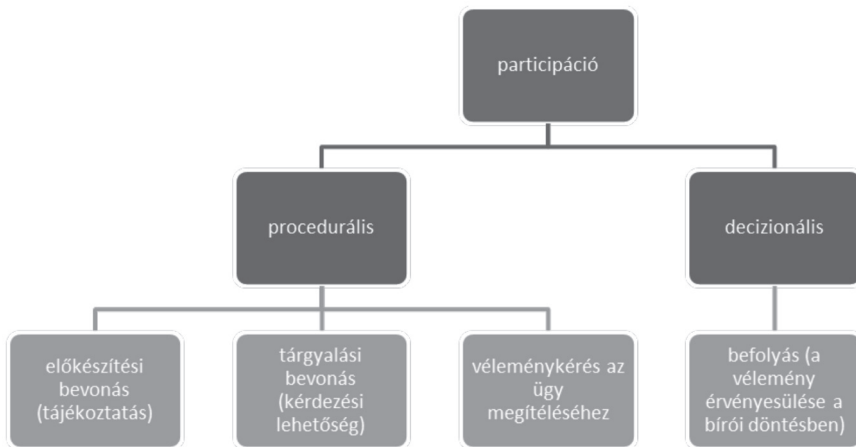 participáció
procedurális
decizionális
előkészítési
bevonás
(tájékoztatás)
tárgyalási
bevonás
(kérdezési
lehetőség)
véleménykérés az
ügy
megítéléséhez
befolyás (a
vélemény
érvényesülése a
bírói döntésben)